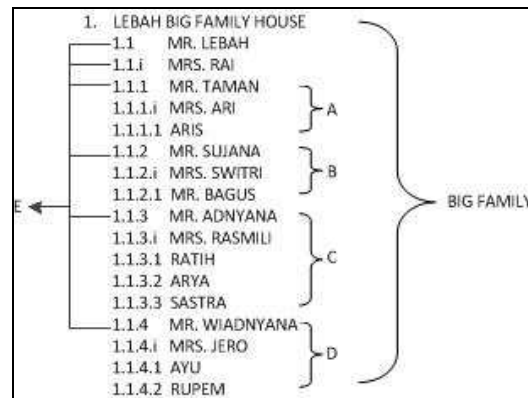 1. LEBAH BIG FAMILY HOUSE
1.1 MR. LEBAH
1.1.i MRS. RAI
1.1.1 MR. TAMAN
1.1.1.i MRS. ARI
A
1.1.1.1 ARIS
1.1.2 MR. SUJANA
1.1.2.i MRS. SWITRI
B
1.1.2.1 MR. BAGUS
E
1.1.3 MR. ADNYANA
BIG FAMILY
1.1.3.i MRS. RASMILI
1.1.3.1 RATIH
C
1.1.3.2 ARYA
1.1.3.3 SASTRA
1.1.4 MR. WIADNYANA
1.1.4.i MRS. JERO
D
1.1.4.1 AYU
1.1.4.2 RUPEM